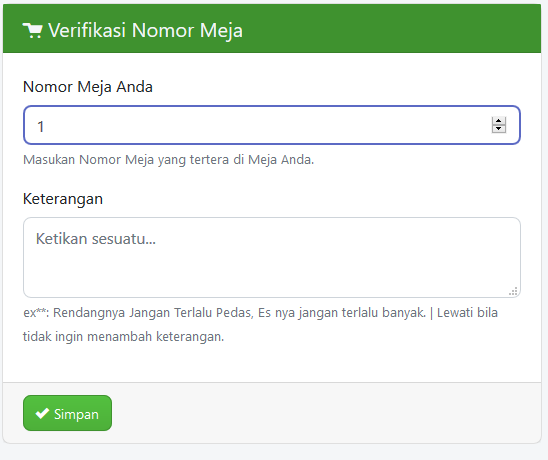 Verifikasi Nomor Meja
Nomor Meja Anda
1
Masukan Nomor Meja yang tertera di Meja Anda.
Keterangan
Ketikan sesuatu...
ex**: Rendangnya Jangan Terlalu Pedas, Es nya jangan terlalu banyak. | Lewati bila
tidak ingin menambah keterangan.
Simpan